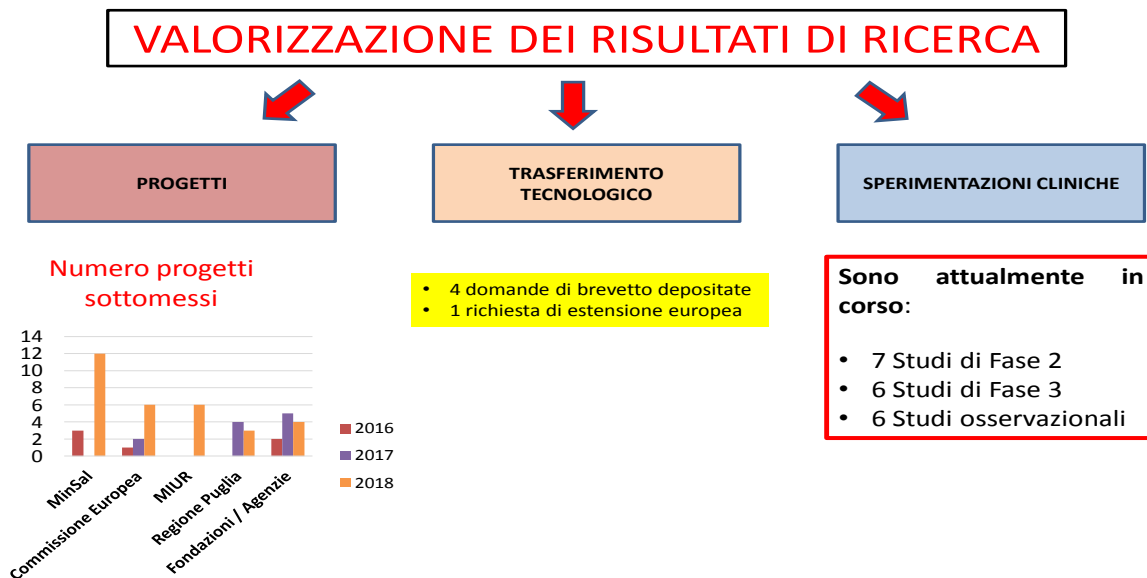 VALORIZZAZIONE DEI RISULTATI DI RICERCA
PROGETTI
TRASFERIMENTO
TECNOLOGICO
SPERIMENTAZIONI CLINICHE
Numero progetti
sottomessi
14
12
10
8
6
4
2
0
MinSal
Commissione Europea
MIUR
Regione Puglia
Fondazioni / Agenzie
2016
2017
2018
• 4 domande di brevetto depositate
• 1 richiesta di estensione europea
Sono attualmente in
corso:
• 7 Studi di Fase 2
• 6 Studi di Fase 3
• 6 Studi osservazionali